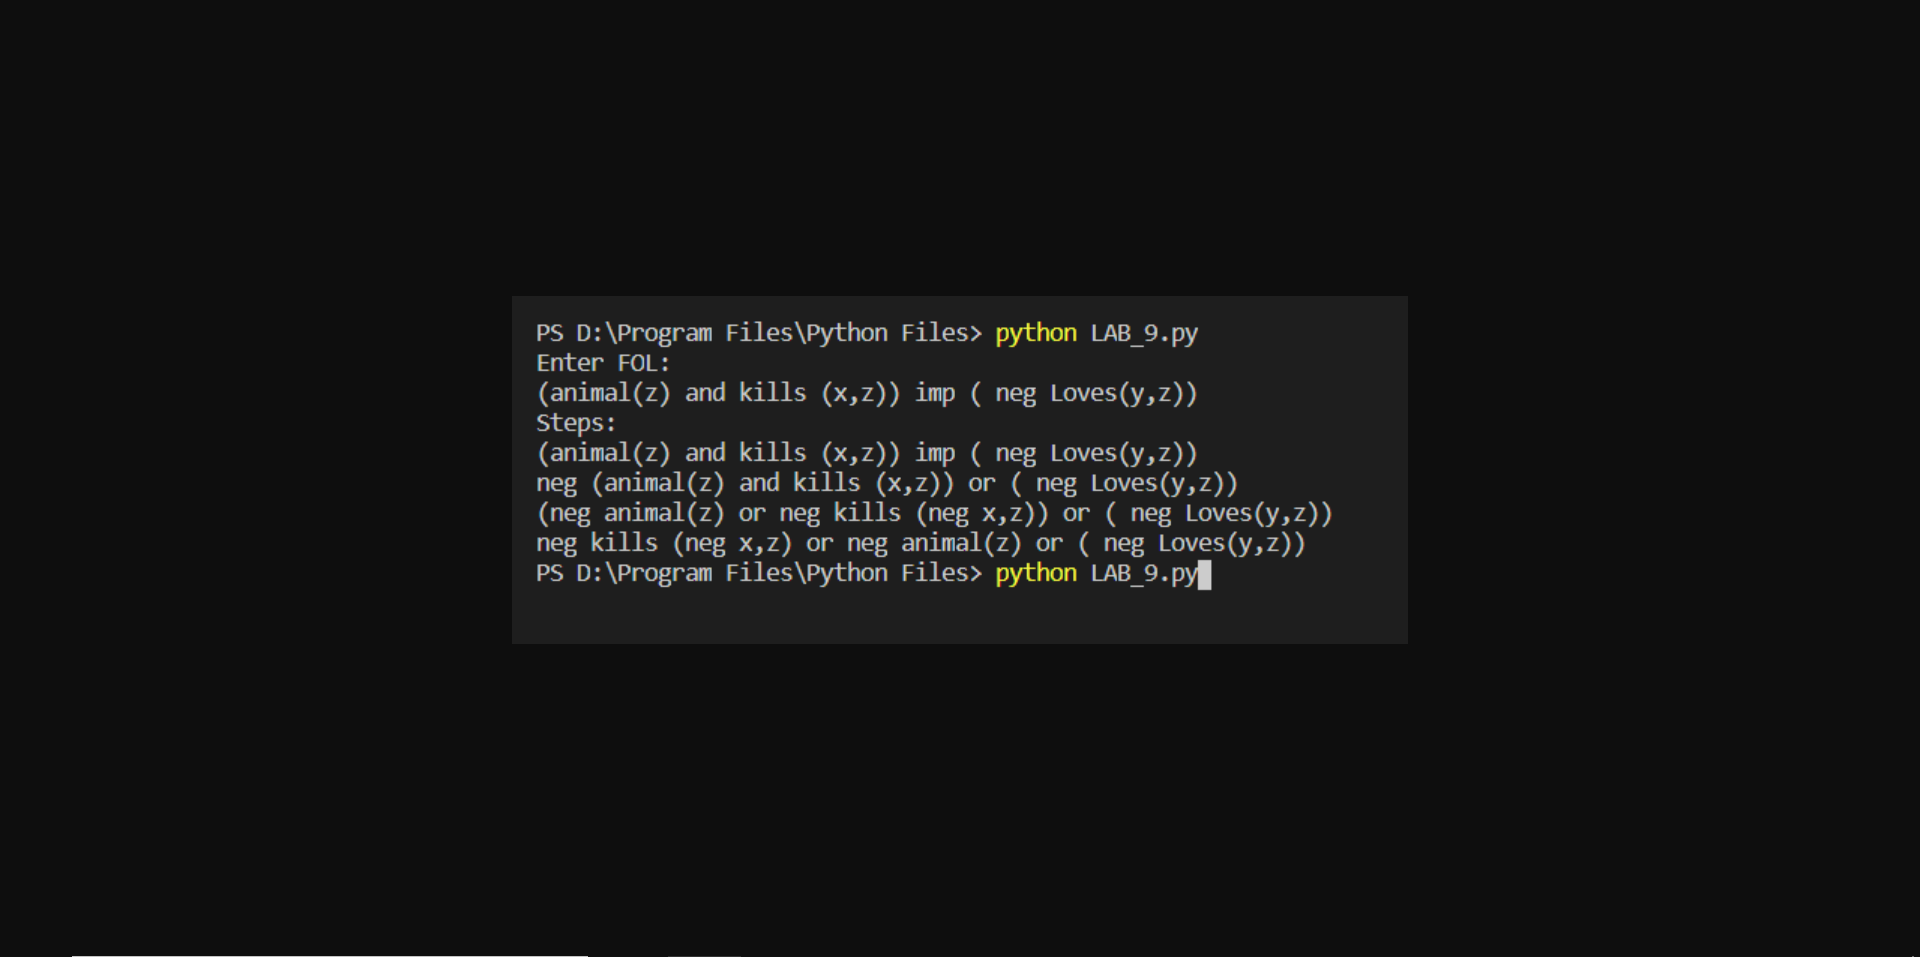 PS D:\Program Files\Python Files> python LAB_9.py
Enter FOL:
(animal(z) and kills (x,z)) imp ( neg Loves(y,z))
Steps:
(animal(z) and kills (x,z)) imp ( neg Loves(y,z))
neg (animal(z) and kills (x,z)) or ( neg Loves(y,z))
(neg animal(z) or neg kills (neg x,z)) or ( neg Loves(y,z))
neg kills (neg x,z) or neg animal(z) or ( neg Loves(y,z))
PS D:\Program Files\Python Files> python LAB_9.py